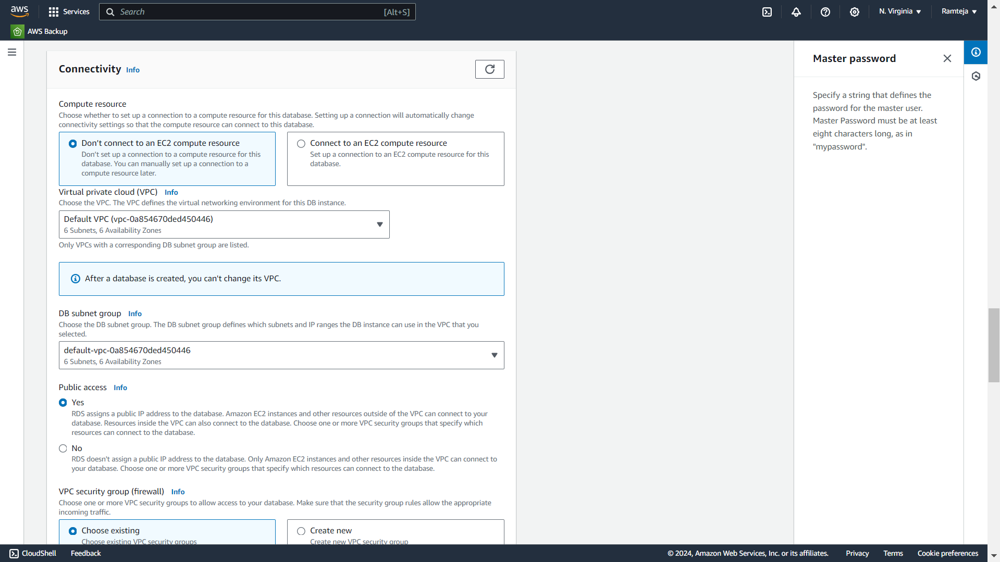 aws
Services
Search
[Alt+S]
N. Virginia
Ramteja
AWS Backup
Connectivity Info
Compute resource
Choose whether to set up a connection to a compute resource for this database. Setting up a connection will automatically change
connectivity settings so that the compute resource can connect to this database.
Don't connect to an EC2 compute resource
Don't set up a connection to a compute resource for this
database. You can manually set up a connection to a
compute resource later.
Connect to an EC2 compute resource
Set up a connection to an EC2 compute resource for this
database.
Virtual private cloud (VPC) Info
Choose the VPC. The VPC defines the virtual networking environment for this DB instance.
Default VPC (vpc-0a854670ded450446)
6 Subnets, 6 Availability Zones
Only VPCs with a corresponding DB subnet group are listed.
After a database is created, you can't change its VPC.
DB subnet group Info
Choose the DB subnet group. The DB subnet group defines which subnets and IP ranges the DB instance can use in the VPC that you
selected.
default-vpc-0a854670ded450446
6 Subnets, 6 Availability Zones
Public access Info
Yes
RDS assigns a public IP address to the database. Amazon EC2 instances and other resources outside of the VPC can connect to your
database. Resources inside the VPC can also connect to the database. Choose one or more VPC security groups that specify which
resources can connect to the database.
No
RDS doesn't assign a public IP address to the database. Only Amazon EC2 instances and other resources inside the VPC can connect to
your database. Choose one or more VPC security groups that specify which resources can connect to the database.
VPC security group (firewall) Info
Choose one or more VPC security groups to allow access to your database. Make sure that the security group rules allow the appropriate
incoming traffic.
Choose existing
Choose existing VPC security groups
Create new
Create new VPC security group
Master password
Specify a string that defines the
password for the master user.
Master Password must be at least
eight characters long, as in
"mypassword".
CloudShell
Feedback
© 2024, Amazon Web Services, Inc. or its affiliates.
Privacy
Terms
Cookie preferences